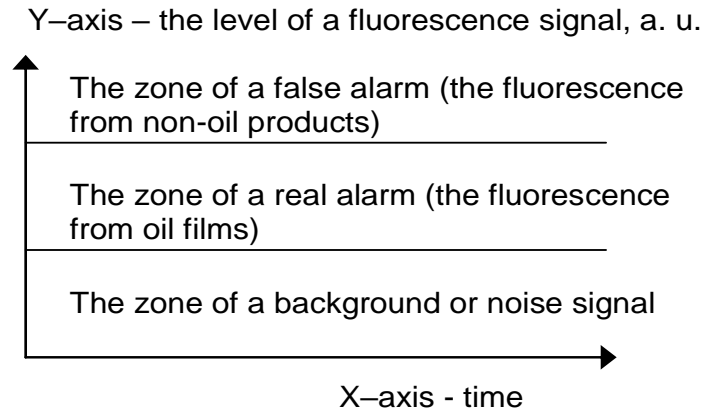 Y–axis – the level of a fluorescence signal, a. u.
The zone of a false alarm (the fluorescence
from non-oil products)
The zone of a real alarm (the fluorescence
from oil films)
The zone of a background or noise signal
X–axis - time